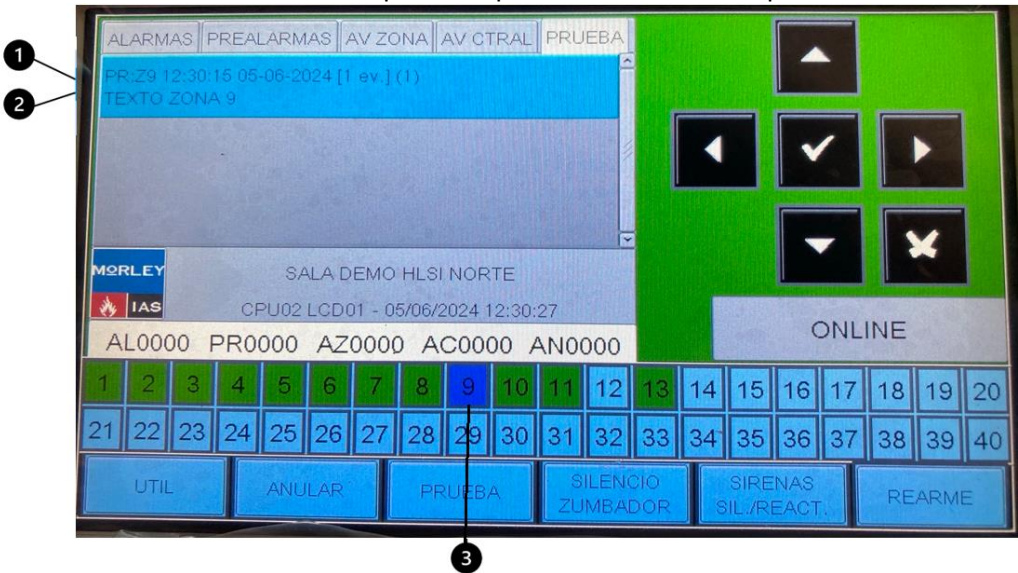 ALARMAS PREALARMAS AV ZONA AV CTRAL PRUEBA
1
PR:Z9 12:30:15 05-06-2024 [1 ev.] (1)
2
TEXTO ZONA 9
MORLEY
IAS
SALA DEMO HLSI NORTE
CPU02 LCD01 - 05/06/2024 12:30:27
AL0000 PR0000 AZ0000 AC0000 AN0000
ONLINE
1 2 3 4 5 6 7 8 9 10 11 12 13 14 15 16 17 18 19 20
21 22 23 24 25 26 27 28 29 30 31 32 33 34 35 36 37 38 39 40
UTIL ANULAR PRUEBA SILENCIO ZUMBADOR SIRENAS SIL./REACT. REARME
3